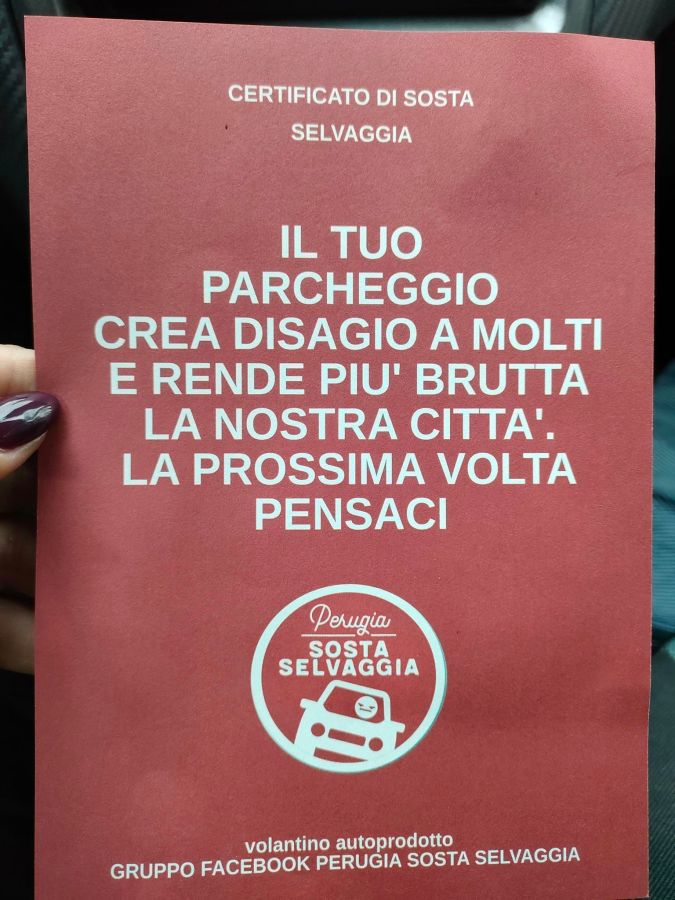 CERTIFICATO DI SOSTA
SELVAGGIA
IL TUO
PARCHEGGIO
CREA DISAGIO A MOLTI
E RENDE PIU' BRUTTA
LA NOSTRA CITTA'.
LA PROSSIMA VOLTA
PENSACI
Perugia
SOSTA
SELVAGGIA
volantino autoprodotto
GRUPPO FACEBOOK PERUGIA SOSTA SELVAGGIA